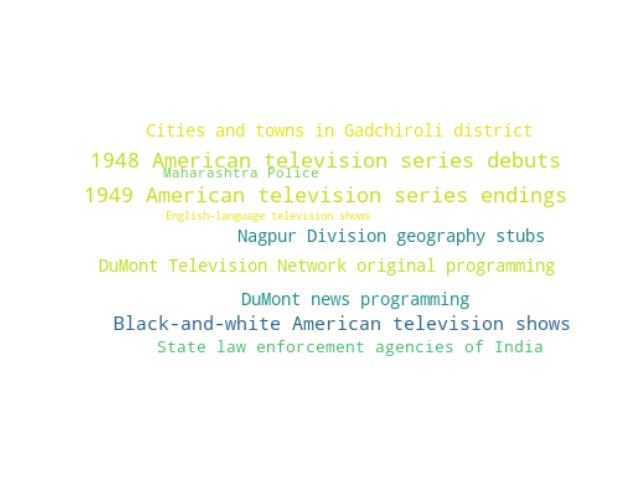 Cities and towns in Gadchiroli district
1948 American television series debuts
Maharashtra Police
1949 American television series endings
English-language television shows
Nagpur Division geography stubs
DuMont Television Network original programming
DuMont news programming
Black-and-white American television shows
State law enforcement agencies of India